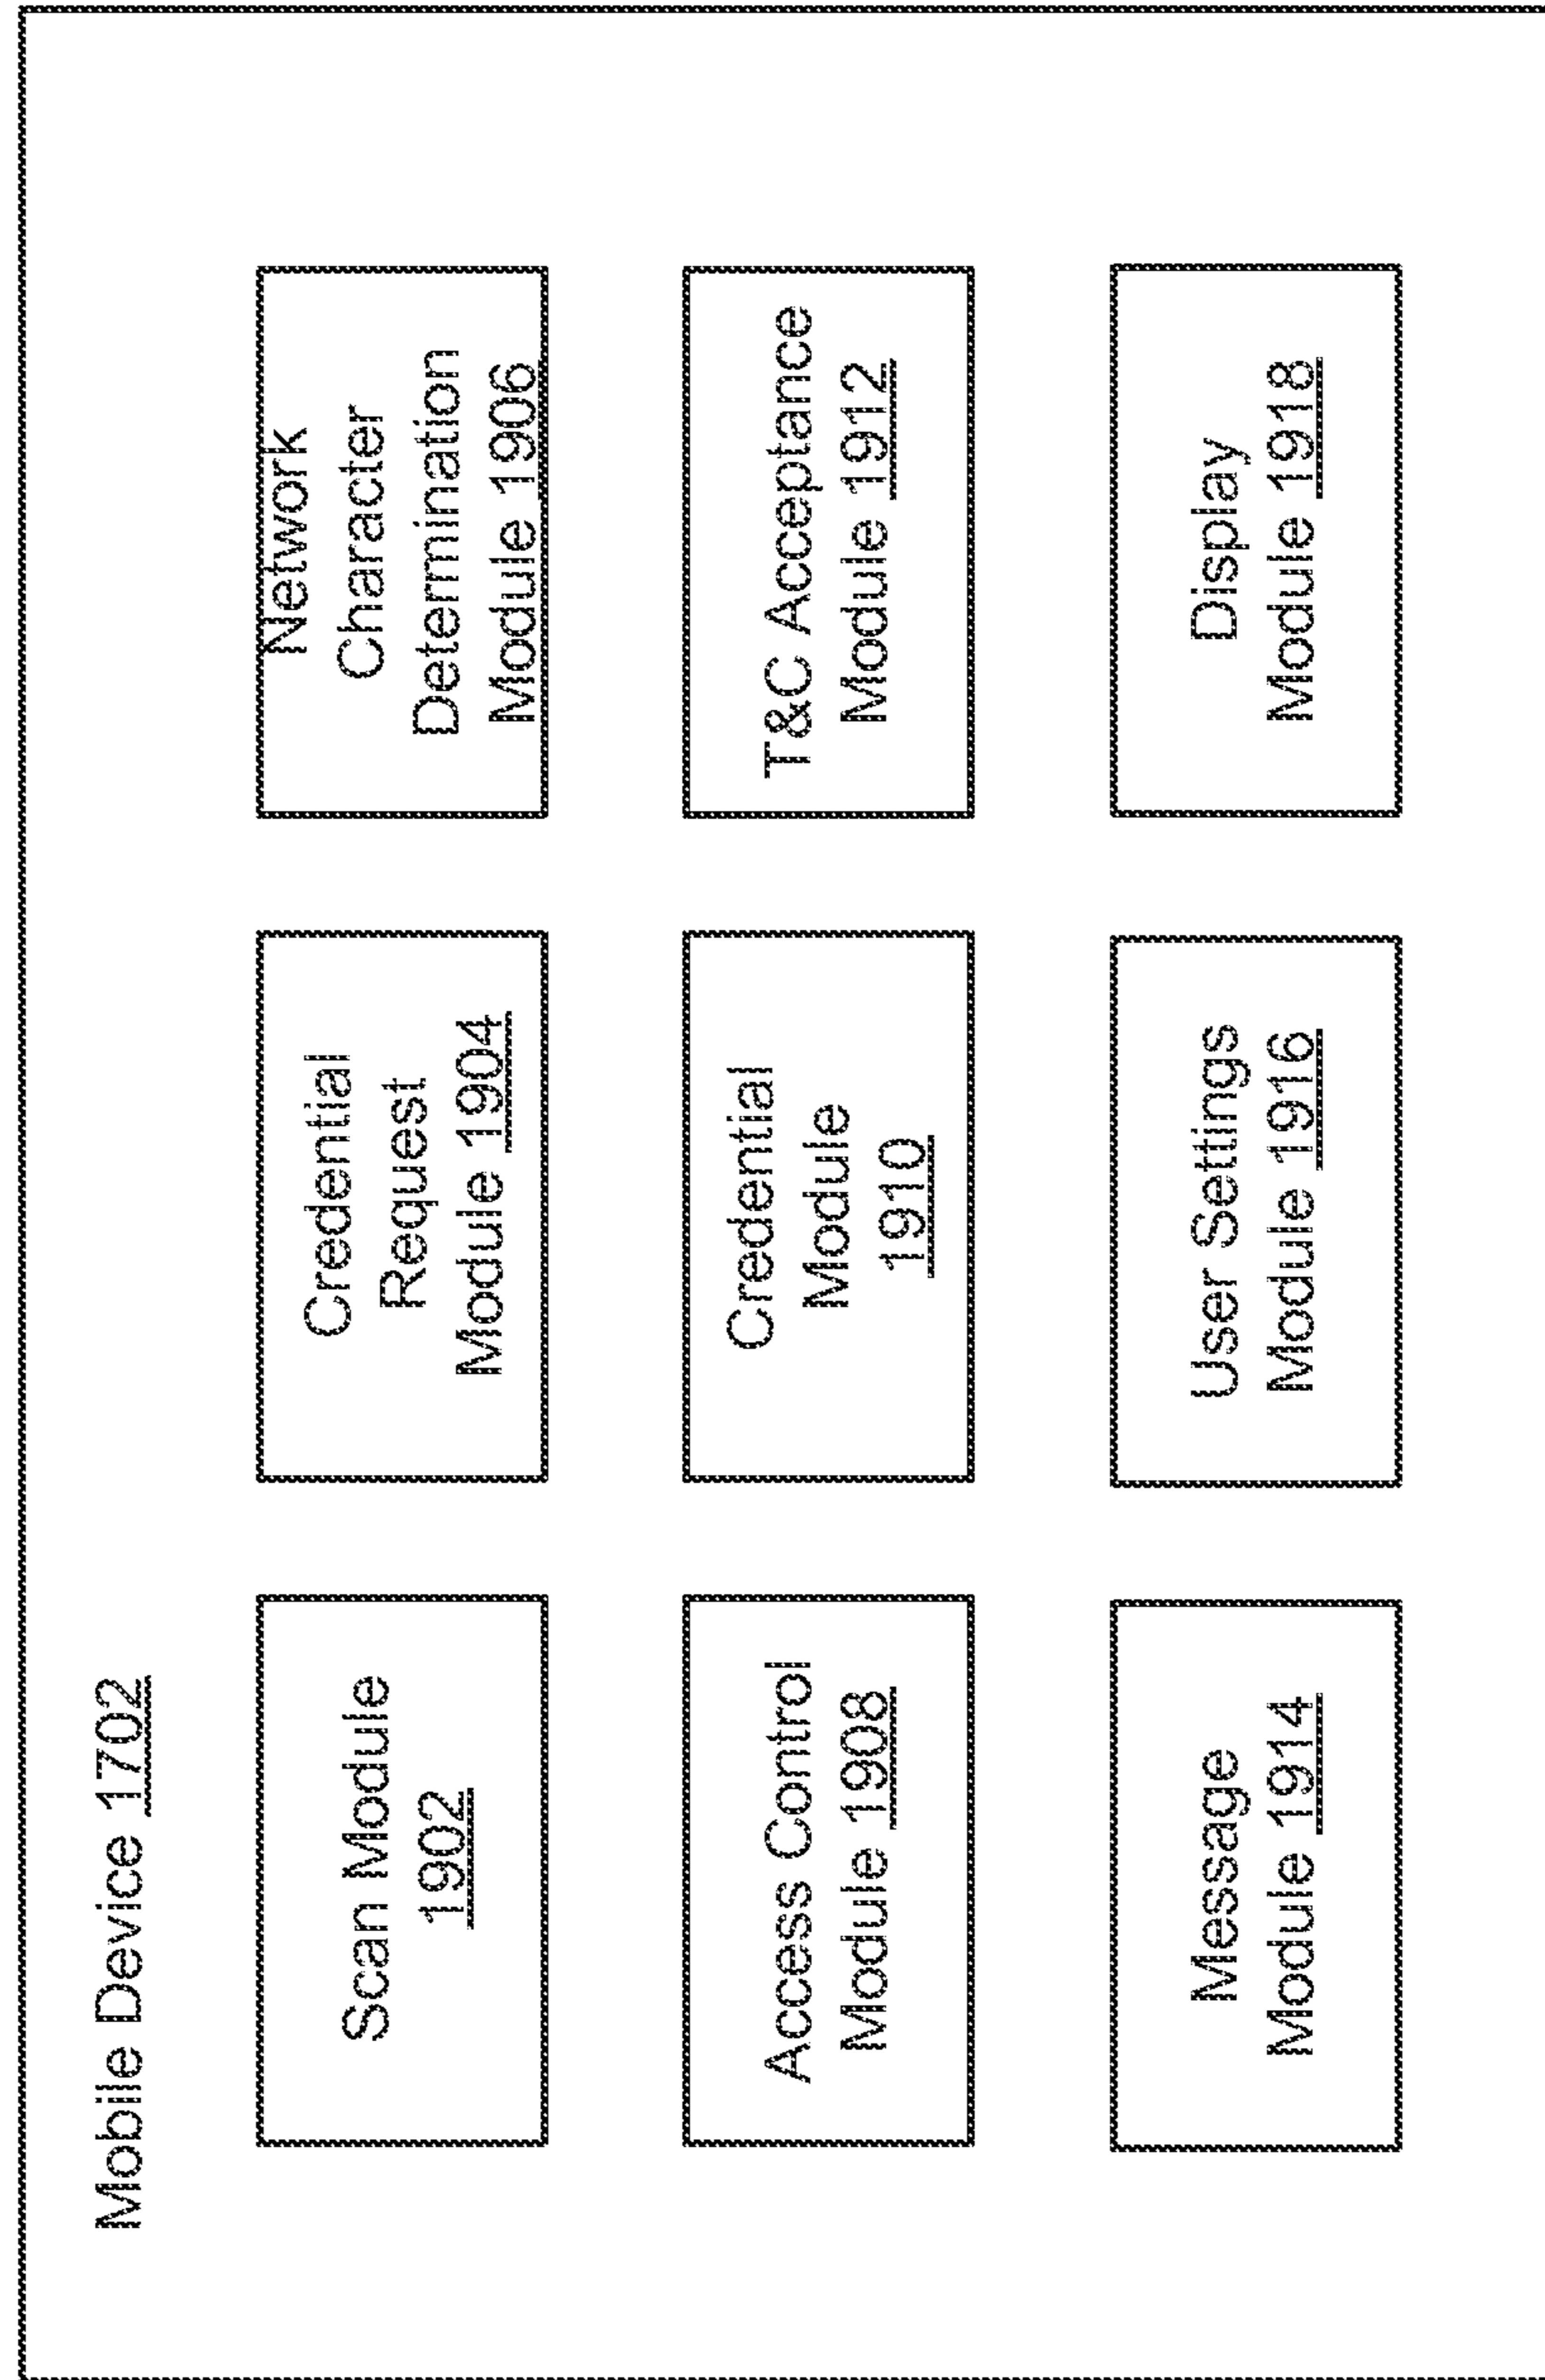 Mobile Device 1702
Scan Module
1902
Credential
Request
Module 1904
Network
Character
Determination
Module 1906
Access Control
Module 1908
Credential
Module
1910
T&C Acceptance
Module 1912
Message
Module 1914
User Settings
Module 1916
Display
Module 1918